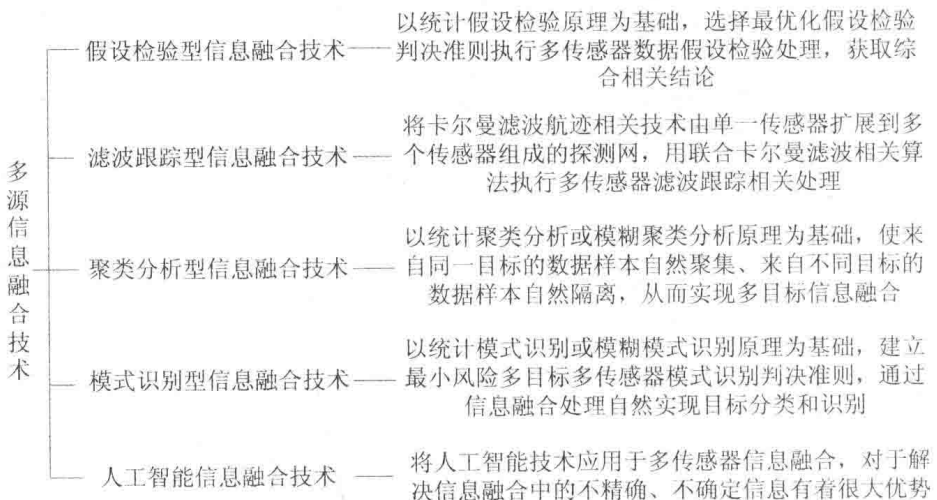 多源信息融合技术
假设检验型信息融合技术
以统计假设检验原理为基础，选择最优化假设检验
判决准则执行多传感器数据假设检验处理，获取综
合相关结论
滤波跟踪型信息融合技术
将卡尔曼滤波航迹相关技术由单一传感器扩展到多
个传感器组成的探测网，用联合卡尔曼滤波相关算
法执行多传感器滤波跟踪相关处理
聚类分析型信息融合技术
以统计聚类分析或模糊聚类分析原理为基础，使来
自同一目标的数据样本自然聚集、来自不同目标的
数据样本自然隔离，从而实现多目标信息融合
模式识别型信息融合技术
以统计模式识别或模糊模式识别原理为基础，建立
最小风险多目标多传感器模式识别判决准则，通过
信息融合处理自然实现目标分类和识别
人工智能信息融合技术
将人工智能技术应用于多传感器信息融合，对于解
决信息融合中的不精确、不确定信息有着很大优势